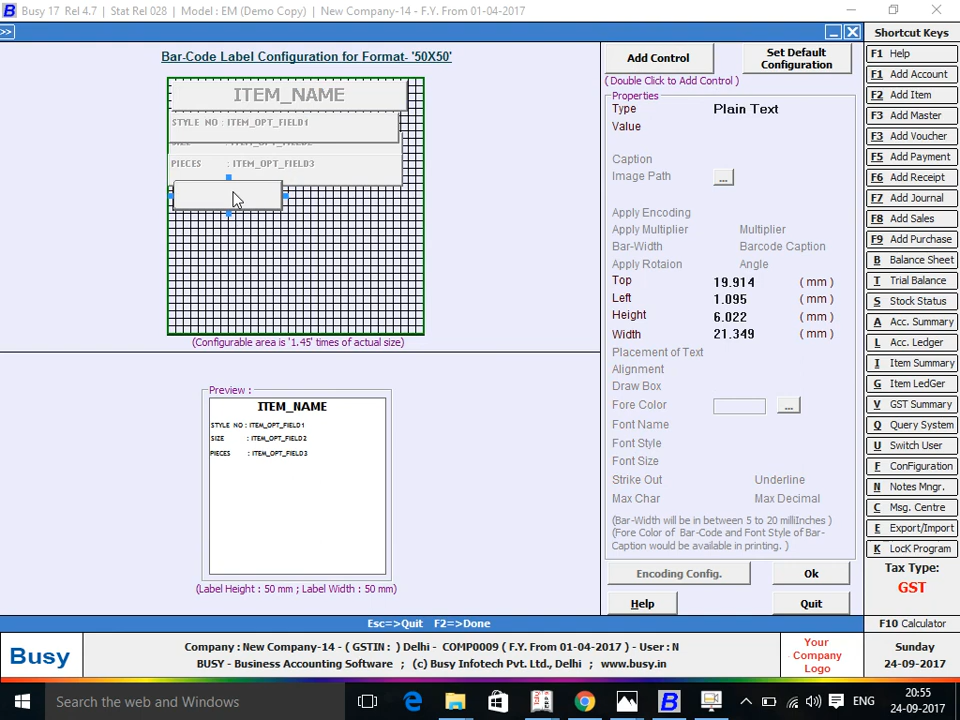 B Busy 17 Rel 4.7 | Stat Rel 028 | Model : EM (Demo Copy) | New Company-14 - F.Y. From 01-04-2017
>>
Shortcut Keys
F1 Help
F1 Add Account
F2 Add Item
F3 Add Master
F3 Add Voucher
F5 Add Payment
F6 Add Receipt
F7 Add Journal
F8 Add Sales
F9 Add Purchase
B Balance Sheet
T Trial Balance
S Stock Status
A Acc. Summary
L Acc. Ledger
I Item Summary
G Item LedGer
V GST Summary
Q Query System
U Switch User
F ConFiguration
N Notes Mngr.
C Msg. Centre
E Export/Import
K LocK Program
Tax Type:
GST
F10 Calculator
Sunday
24-09-2017
Bar-Code Label Configuration for Format- '50X50'
ITEM_NAME
STYLE NO : ITEM_OPT_FIELD1
PIECES : ITEM_OPT_FIELD3
(Configurable area is '1.45' times of actual size)
Preview :
ITEM_NAME
STYLE NO : ITEM_OPT_FIELD1
SIZE : ITEM_OPT_FIELD2
PIECES : ITEM_OPT_FIELD3
(Label Height : 50 mm ; Label Width : 50 mm)
Add Control
Set Default
Configuration
( Double Click to Add Control )
Properties
Type Plain Text
Value
Caption
Image Path ...
Apply Encoding
Apply Multiplier Multiplier
Bar-Width Barcode Caption
Apply Rotaion Angle
Top 19.914 ( mm )
Left 1.095 ( mm )
Height 6.022 ( mm )
Width 21.349 ( mm )
Placement of Text
Alignment
Draw Box
Fore Color ...
Font Name
Font Style
Font Size
Strike Out Underline
Max Char Max Decimal
(Bar-Width will be in between 5 to 20 milliInches )
(Fore Color of Bar-Code and Font Style of Bar-
Caption would be available in printing. )
Encoding Config. Ok
Help Quit
Esc=>Quit F2=>Done
Busy
Company : New Company-14 - ( GSTIN : ) Delhi - COMP0009 ( F.Y. From 01-04-2017 ) - User : N
BUSY - Business Accounting Software ; (c) Busy Infotech Pvt. Ltd., Delhi ; www.busy.in
Your
Company
Logo
Search the web and Windows
ENG
20:55
24-09-2017